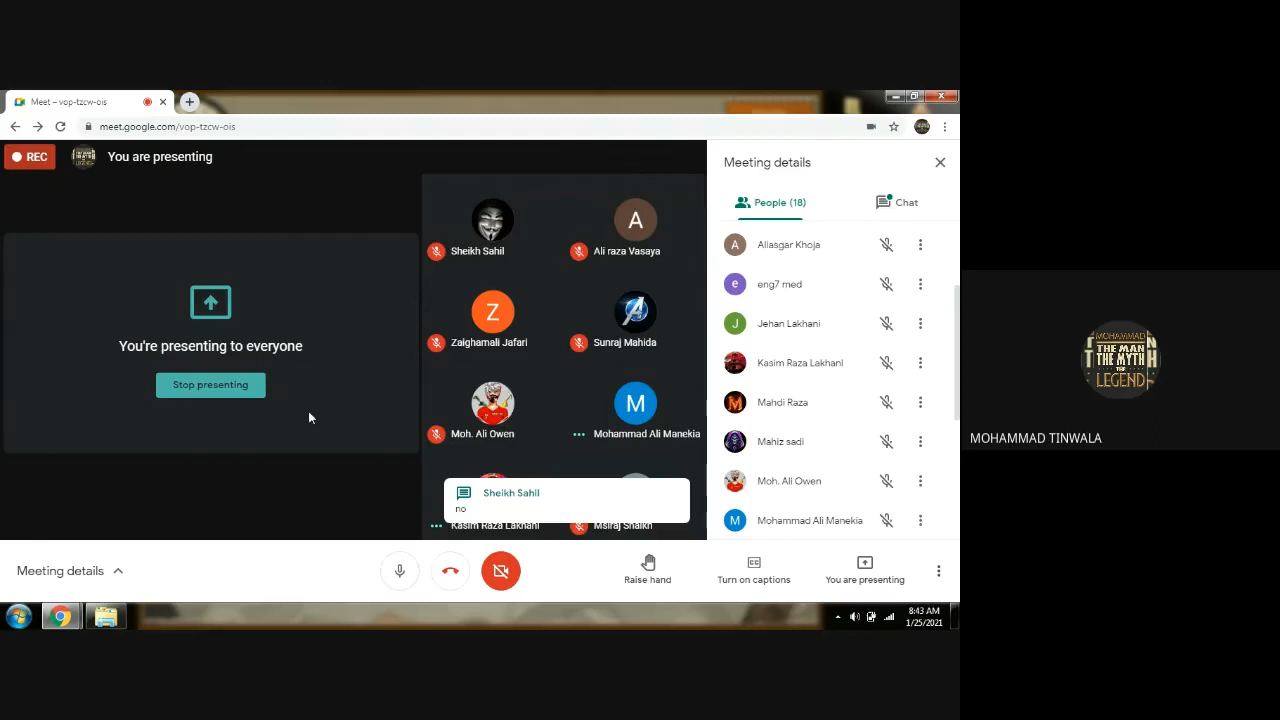 Meet – vop-tzcw-ois
meet.google.com/vop-tzcw-ois
REC
You are presenting
You're presenting to everyone
Stop presenting
Sheikh Sahil
A
Ali raza Vasaya
Z
Zaighamali Jafari
Sunraj Mahida
Moh. Ali Owen
M
Mohammad Ali Manekia
Sheikh Sahil
no
Kasim Raza Lakhani
Msiraj Shaikh
Meeting details
People (18)
Chat
A
Aliasgar Khoja
e
eng7 med
J
Jehan Lakhani
Kasim Raza Lakhani
Mahdi Raza
Mahiz sadi
Moh. Ali Owen
M
Mohammad Ali Manekia
Meeting details
Raise hand
Turn on captions
You are presenting
8:43 AM
1/25/2021
MOHAMMAD
THE MAN
THE MYTH
THE
LEGEND
MOHAMMAD TINWALA